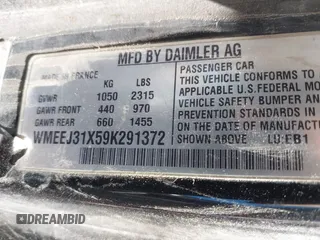 MFD BY DAIMLER AG
MADE IN FRANCE
KG LBS
GVWR 1050 2315
GAWR FRONT 440 970
GAWR REAR 660 1455
WMEEJ31X59K291372
PASSENGER CAR
THIS VEHICLE CONFORMS
APPLICABLE U.S.FEDERAL MO
VEHICLE SAFETY, BUMPER AN
PREVENTION STANDARDS IN
ON THE DATE OF MANUFACTU
SHOWN ABOVE EB1
DREAMBID